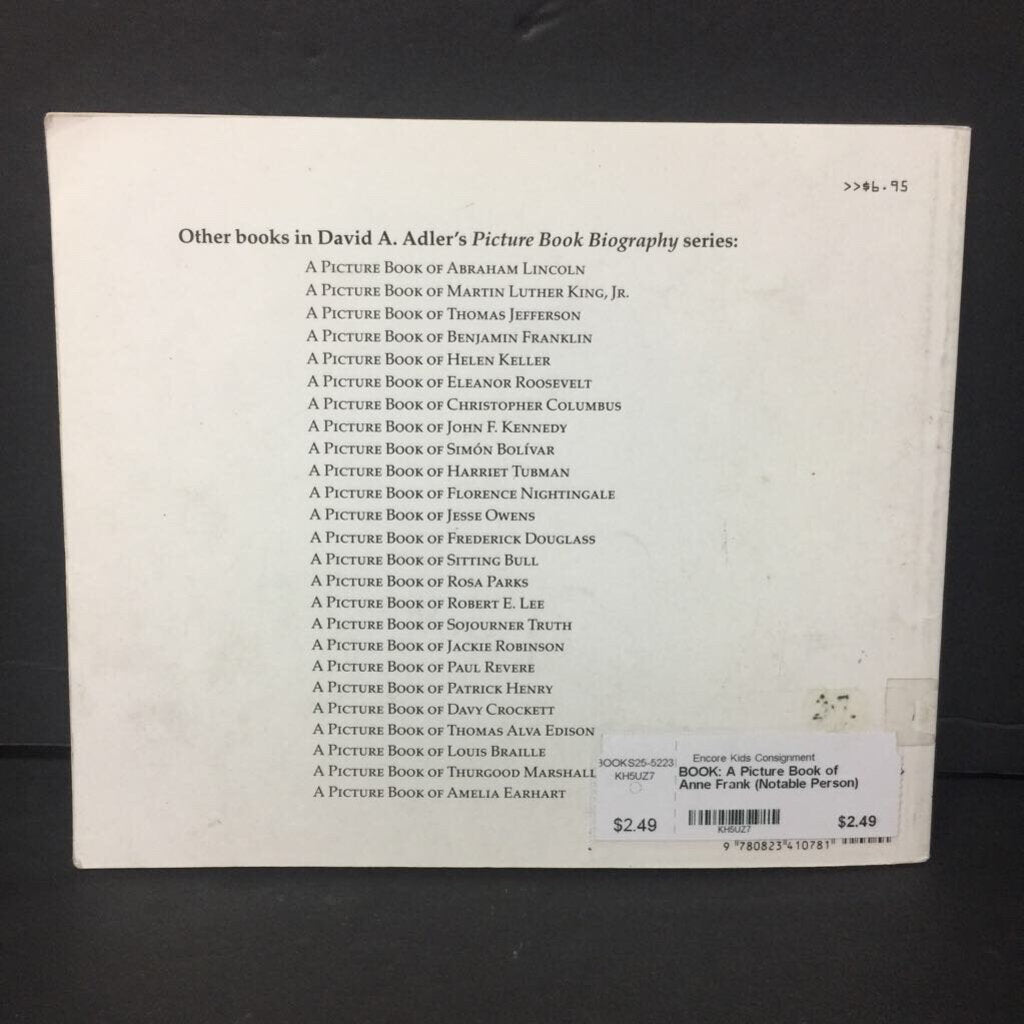 >>$6.95
Other books in David A. Adler's Picture Book Biography series:
A PICTURE BOOK OF ABRAHAM LINCOLN
A PICTURE BOOK OF MARTIN LUTHER KING, JR.
A PICTURE BOOK OF THOMAS JEFFERSON
A PICTURE BOOK OF BENJAMIN FRANKLIN
A PICTURE BOOK OF HELEN KELLER
A PICTURE BOOK OF ELEANOR ROOSEVELT
A PICTURE BOOK OF CHRISTOPHER COLUMBUS
A PICTURE BOOK OF JOHN F. KENNEDY
A PICTURE BOOK OF SIMÓN BOLÍVAR
A PICTURE BOOK OF HARRIET TUBMAN
A PICTURE BOOK OF FLORENCE NIGHTINGALE
A PICTURE BOOK OF JESSE OWENS
A PICTURE BOOK OF FREDERICK DOUGLASS
A PICTURE BOOK OF SITTING BULL
A PICTURE BOOK OF ROSA PARKS
A PICTURE BOOK OF ROBERT E. LEE
A PICTURE BOOK OF SOJOURNER TRUTH
A PICTURE BOOK OF JACKIE ROBINSON
A PICTURE BOOK OF PAUL REVERE
A PICTURE BOOK OF PATRICK HENRY
A PICTURE BOOK OF DAVY CROCKETT
A PICTURE BOOK OF THOMAS ALVA EDISON
A PICTURE BOOK OF LOUIS BRAILLE
A PICTURE BOOK OF THURGOOD MARSHALL
A PICTURE BOOK OF AMELIA EARHART
BOOKS25-5223
KH5UZ7
$2.49
Encore Kids Consignment
BOOK: A Picture Book of
Anne Frank (Notable Person)
KH5UZ7
$2.49
9 780823 410781